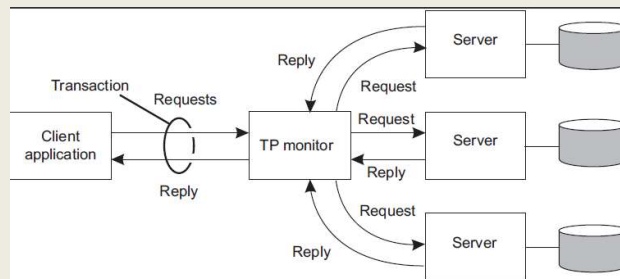 Server
Reply
Transaction
Requests
Request
Client
application
TP monitor
Request
Server
Reply
Reply
Request
Reply
Server